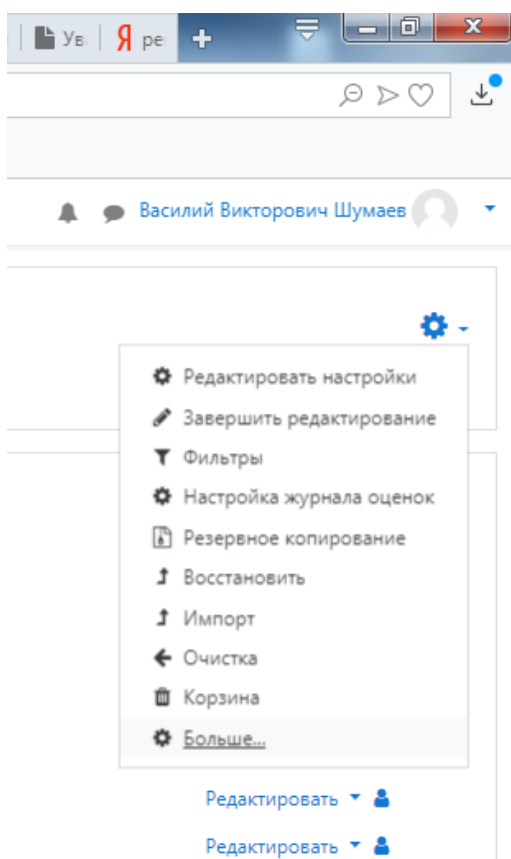 Ув
Я ре
Василий Викторович Шумаев
Редактировать настройки
Завершить редактирование
Фильтры
Настройка журнала оценок
Резервное копирование
Восстановить
Импорт
Очистка
Корзина
Больше...
Редактировать
Редактировать